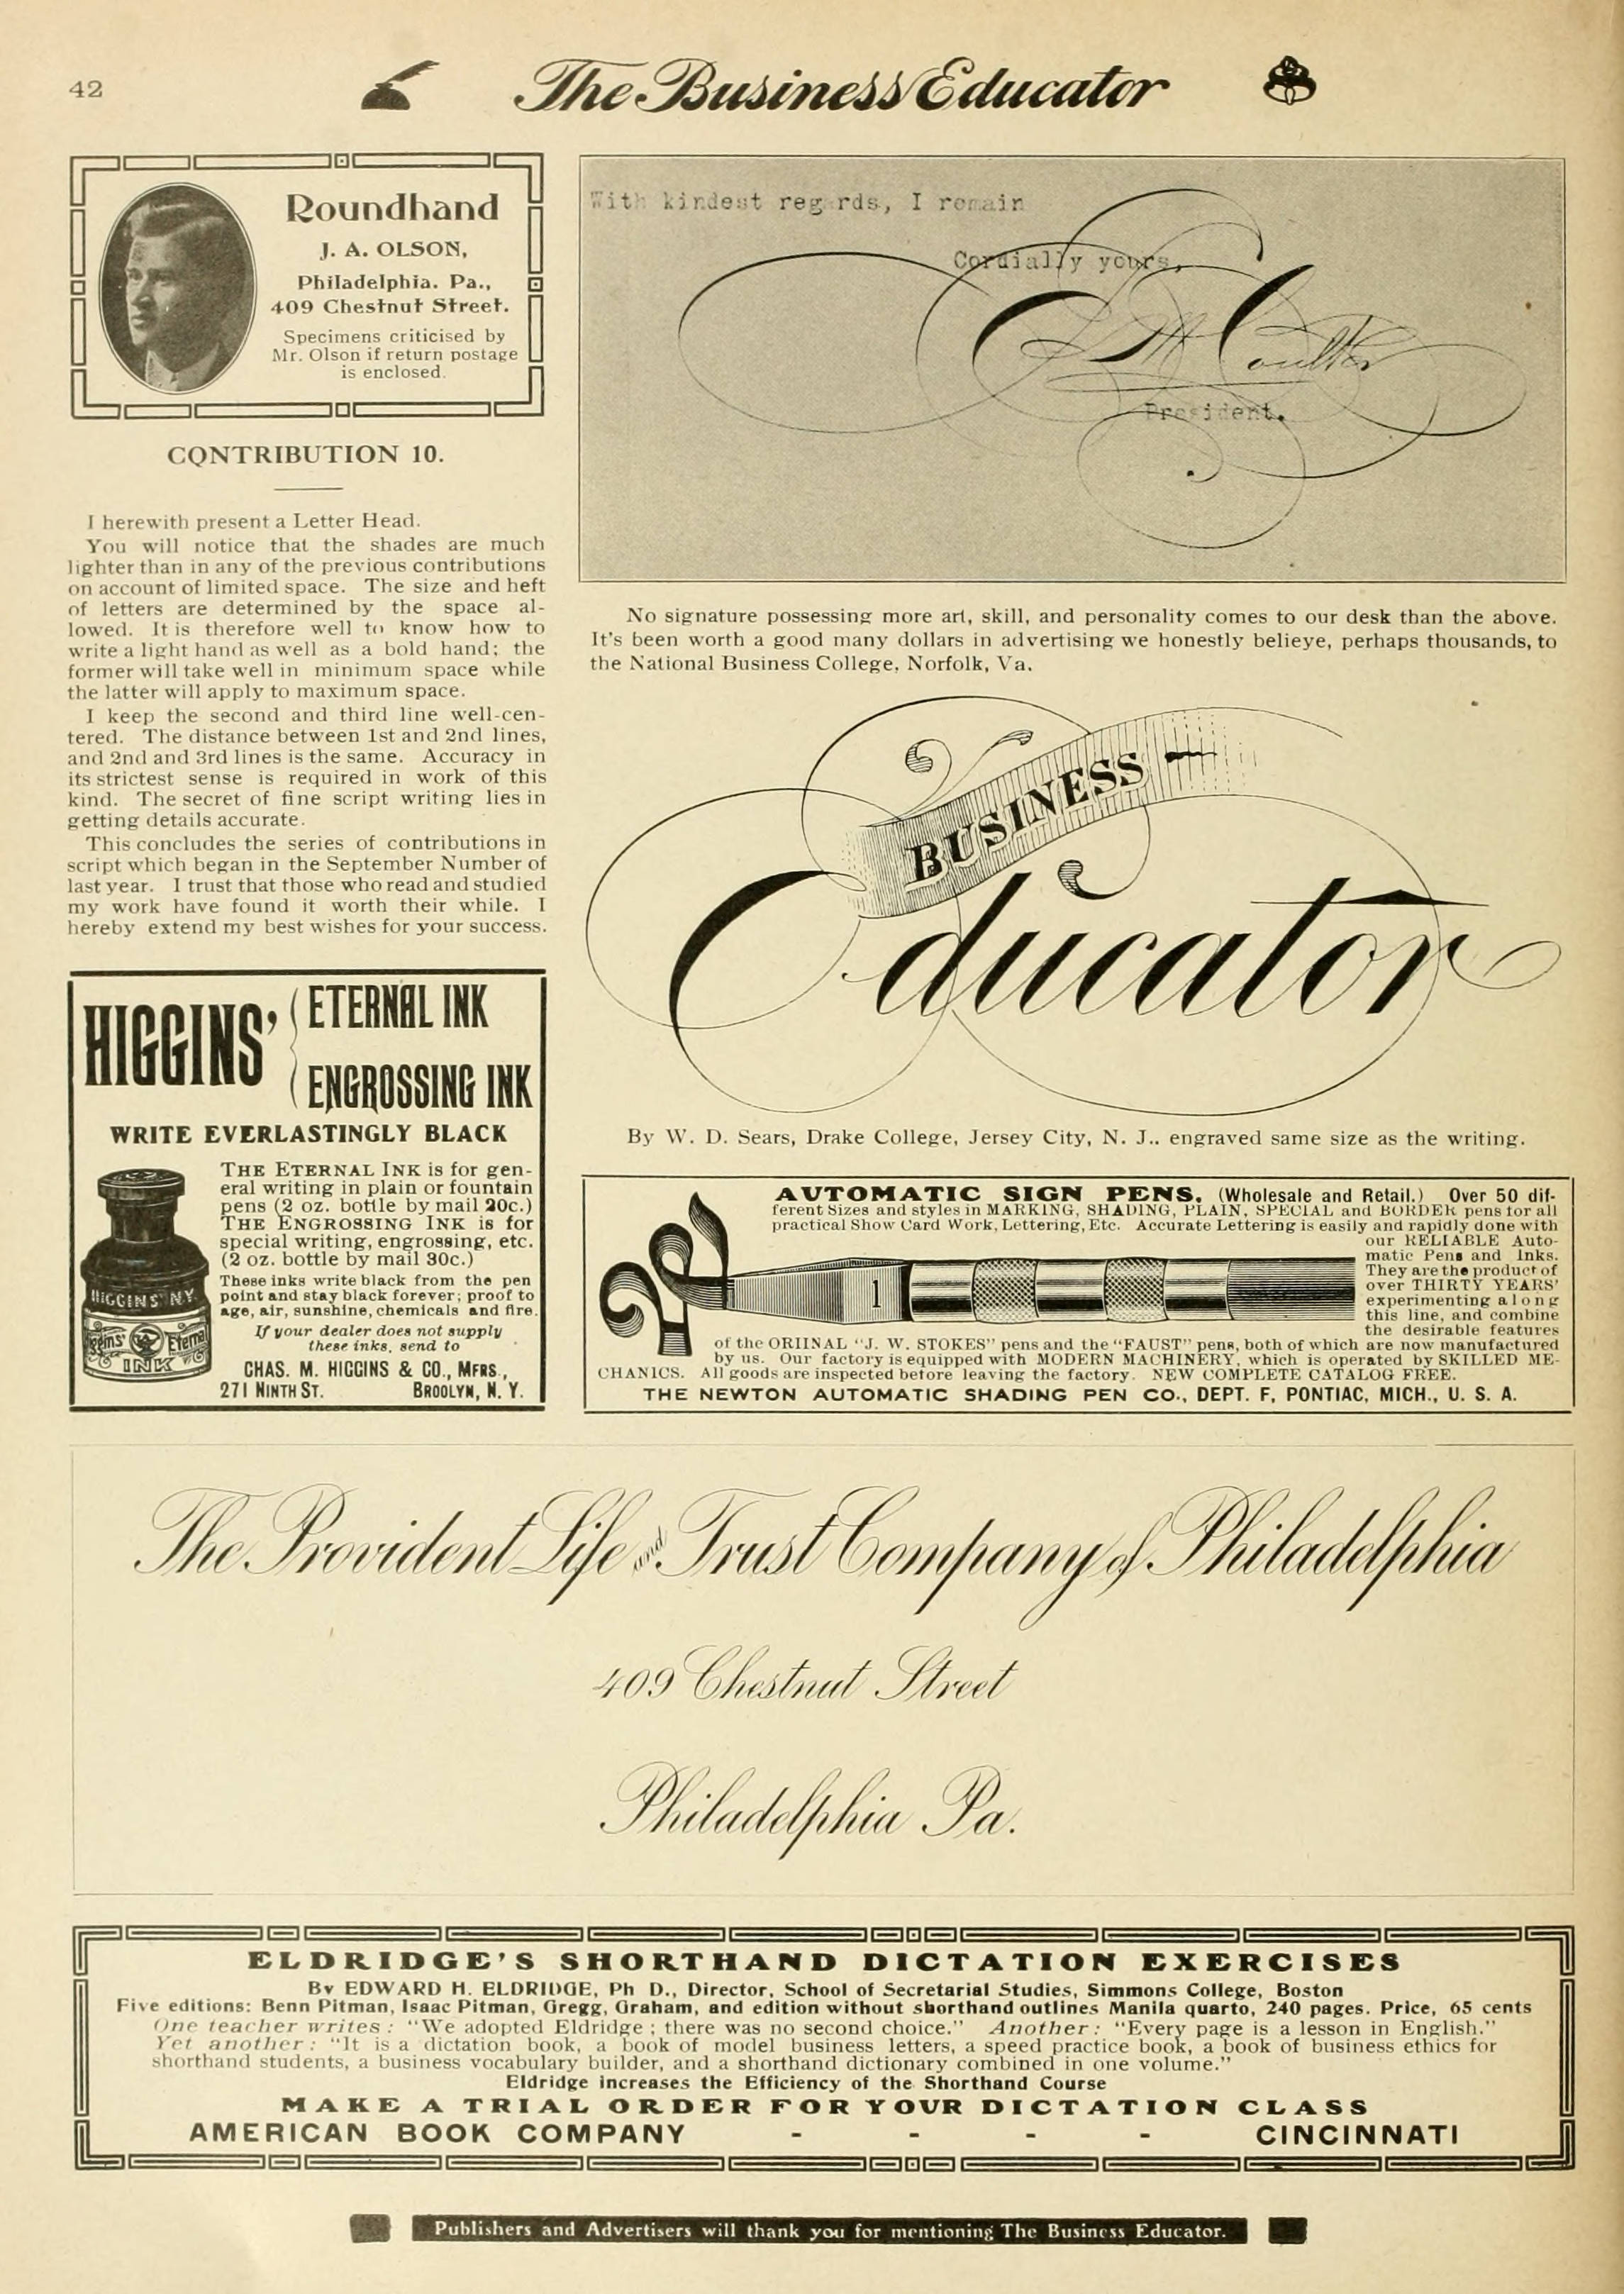 42
The Business Educator
Roundhand
J. A. OLSON,
Philadelphia. Pa.,
409 Chestnut Street.
Specimens criticised by
Mr. Olson if return postage
is enclosed.
CONTRIBUTION 10.
I herewith present a Letter Head.
You will notice that the shades are much
lighter than in any of the previous contributions
on account of limited space. The size and heft
of letters are determined by the space al-
lowed. It is therefore well to know how to
write a light hand as well as a bold hand; the
former will take well in minimum space while
the latter will apply to maximum space.
I keep the second and third line well-cen-
tered. The distance between 1st and 2nd lines,
and 2nd and 3rd lines is the same. Accuracy in
its strictest sense is required in work of this
kind. The secret of fine script writing lies in
getting details accurate.
This concludes the series of contributions in
script which began in the September Number of
last year. I trust that those who read and studied
my work have found it worth their while. I
hereby extend my best wishes for your success.
HIGGINS' { ETERNAL INK
ENGROSSING INK
WRITE EVERLASTINGLY BLACK
THE ETERNAL INK is for gen-
eral writing in plain or fountain
pens (2 oz. bottle by mail 20c.)
THE ENGROSSING INK is for
special writing, engrossing, etc.
(2 oz. bottle by mail 30c.)
These inks write black from the pen
point and stay black forever; proof to
age, air, sunshine, chemicals and fire.
If your dealer does not supply
these inks, send to
CHAS. M. HIGGINS & CO., MFRS.,
271 NINTH ST. BROOLYN, N. Y.
HIGGINS' N.Y.
Higgins' Eternal
INK
With kindest regards, I remain
Cordially yours,
Coulter
President.
No signature possessing more art, skill, and personality comes to our desk than the above.
It's been worth a good many dollars in advertising we honestly believe, perhaps thousands, to
the National Business College, Norfolk, Va.
BUSINESS
Educator
By W. D. Sears, Drake College, Jersey City, N. J.. engraved same size as the writing.
AUTOMATIC SIGN PENS. (Wholesale and Retail.) Over 50 dif-
ferent Sizes and styles in MARKING, SHADING, PLAIN, SPECIAL and BORDER pens for all
practical Show Card Work, Lettering, Etc. Accurate Lettering is easily and rapidly done with
our RELIABLE Auto-
matic Pens and Inks.
They are the product of
over THIRTY YEARS'
experimenting along
this line, and combine
the desirable features
1
of the ORIINAL "J. W. STOKES" pens and the "FAUST" pens, both of which are now manufactured
by us. Our factory is equipped with MODERN MACHINERY, which is operated by SKILLED ME-
CHANICS. All goods are inspected before leaving the factory. NEW COMPLETE CATALOG FREE.
THE NEWTON AUTOMATIC SHADING PEN CO., DEPT. F, PONTIAC, MICH., U. S. A.
The Provident Life and Trust Company of Philadelphia
409 Chestnut Street
Philadelphia Pa.
ELDRIDGE'S SHORTHAND DICTATION EXERCISES
By EDWARD H. ELDRIDGE, Ph D., Director, School of Secretarial Studies, Simmons College, Boston
Five editions: Benn Pitman, Isaac Pitman, Gregg, Graham, and edition without shorthand outlines Manila quarto, 240 pages. Price, 65 cents
One teacher writes: "We adopted Eldridge; there was no second choice." Another: "Every page is a lesson in English."
Yet another: "It is a dictation book, a book of model business letters, a speed practice book, a book of business ethics for
shorthand students, a business vocabulary builder, and a shorthand dictionary combined in one volume."
Eldridge increases the Efficiency of the Shorthand Course
MAKE A TRIAL ORDER FOR YOUR DICTATION CLASS
AMERICAN BOOK COMPANY - - - - CINCINNATI
Publishers and Advertisers will thank you for mentioning The Business Educator.